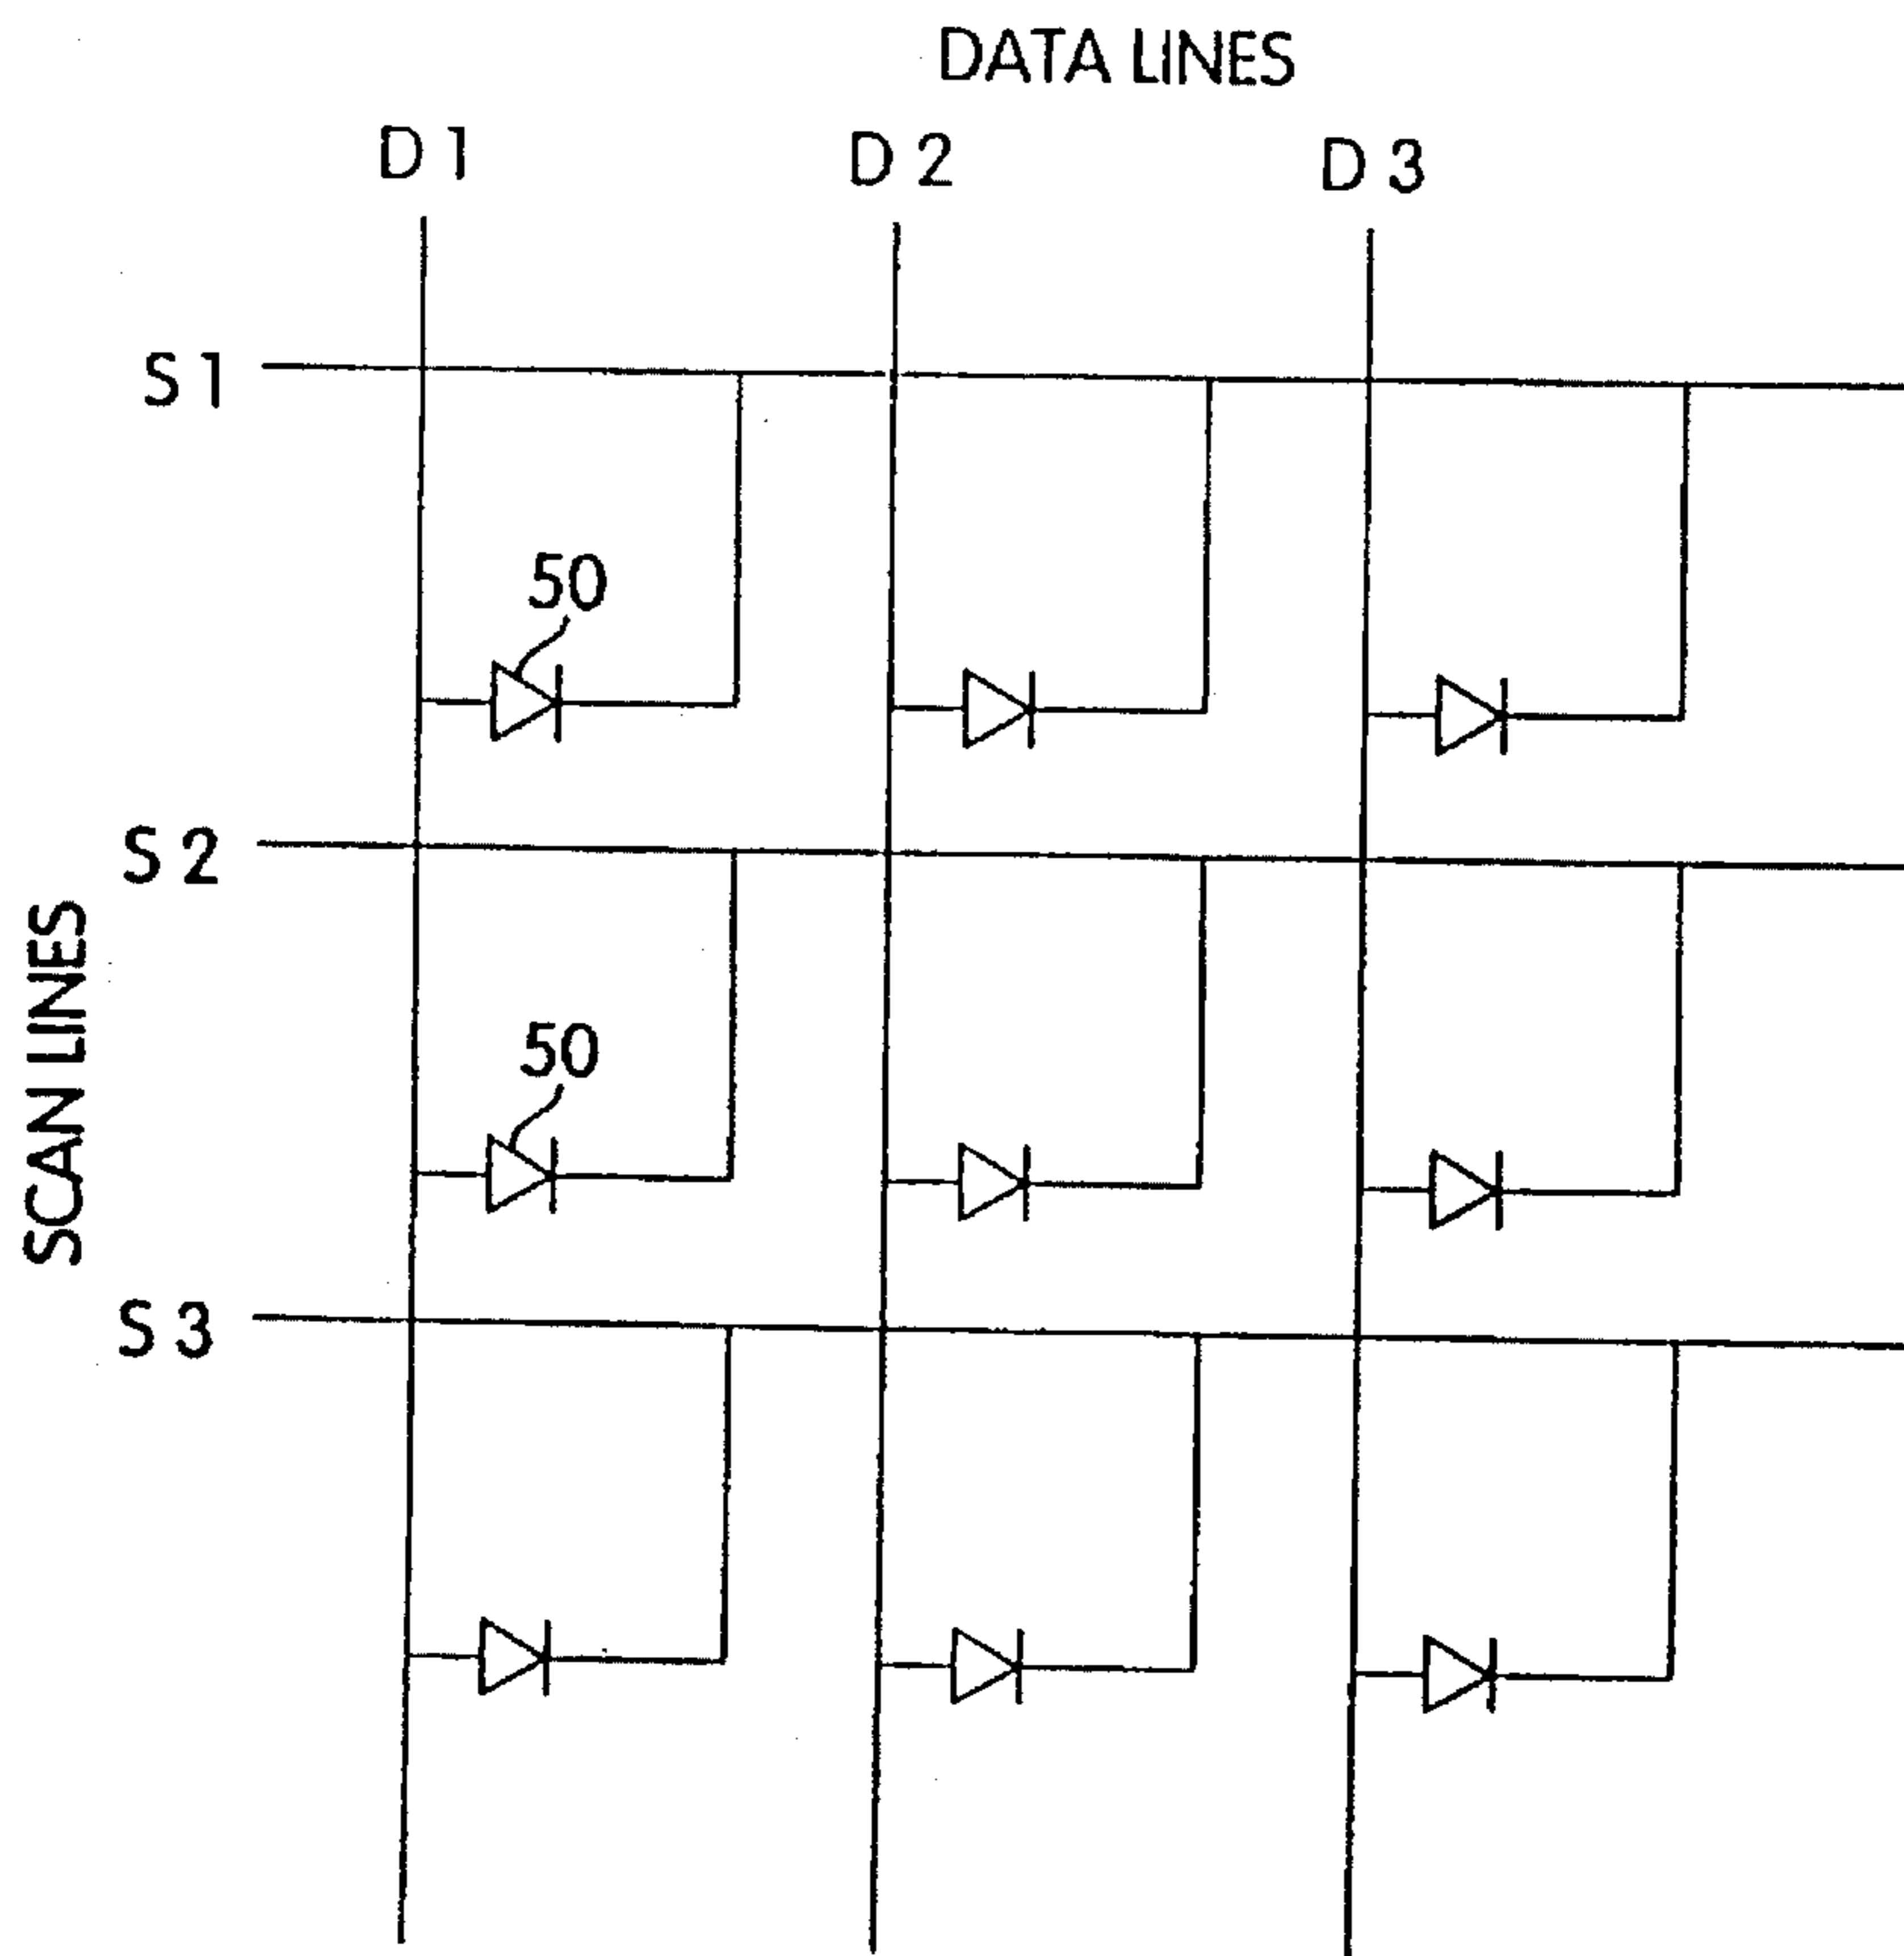 DATA LINES
D 1 D 2 D 3
S 1
50
S 2
SCAN LINES
50
S 3